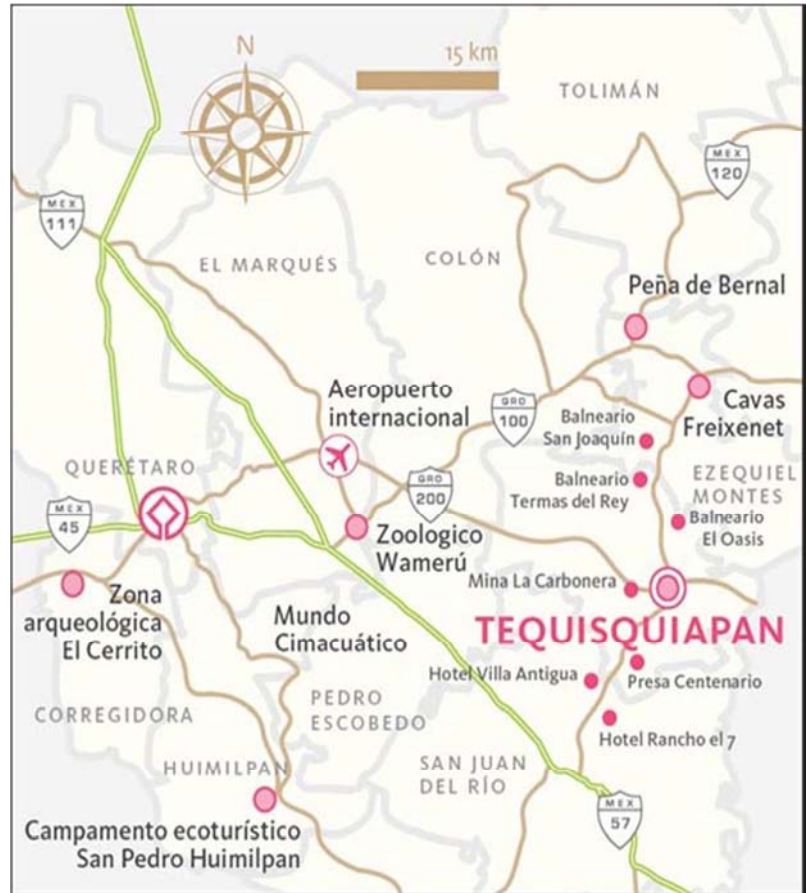 N
15 km
TOLIMÁN
MEX
120
MEX
111
EL MARQUÉS
COLÓN
Peña de Bernal
Aeropuerto
internacional
QRO
100
Cavas
Freixenet
Balneario
San Joaquín
QUERÉTARO
Balneario
Termas del Rey
EZEQUIEL
MONTES
QRO
200
MEX
45
Balneario
El Oasis
Zoologico
Wamerú
Mina La Carbonera
Zona
arqueológica
El Cerrito
Mundo
Cimacuático
TEQUISQUIAPAN
Hotel Villa Antigua
Presa Centenario
PEDRO
ESCOBEDO
CORREGIDORA
Hotel Rancho el 7
SAN JUAN
DEL RÍO
HUIMILPAN
MEX
57
Campamento ecoturístico
San Pedro Huimilpan